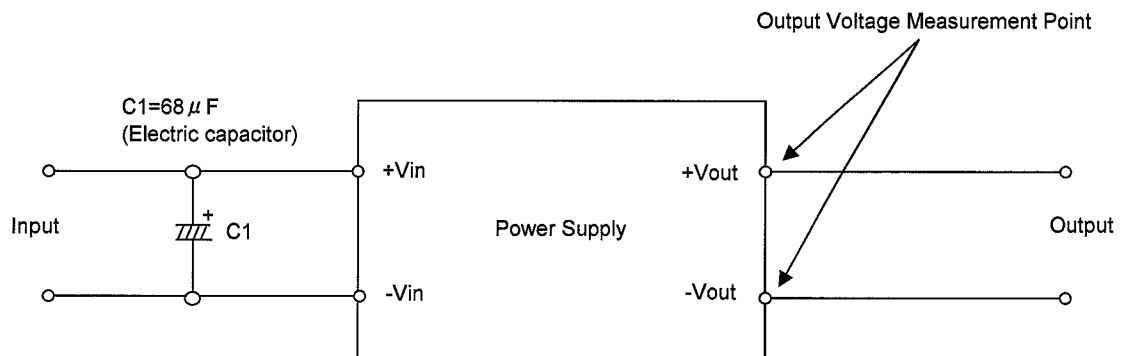 Output Voltage Measurement Point
C1=68μF
(Electric capacitor)
+Vin
+Vout
Input
+
C1
Power Supply
Output
-Vin
-Vout